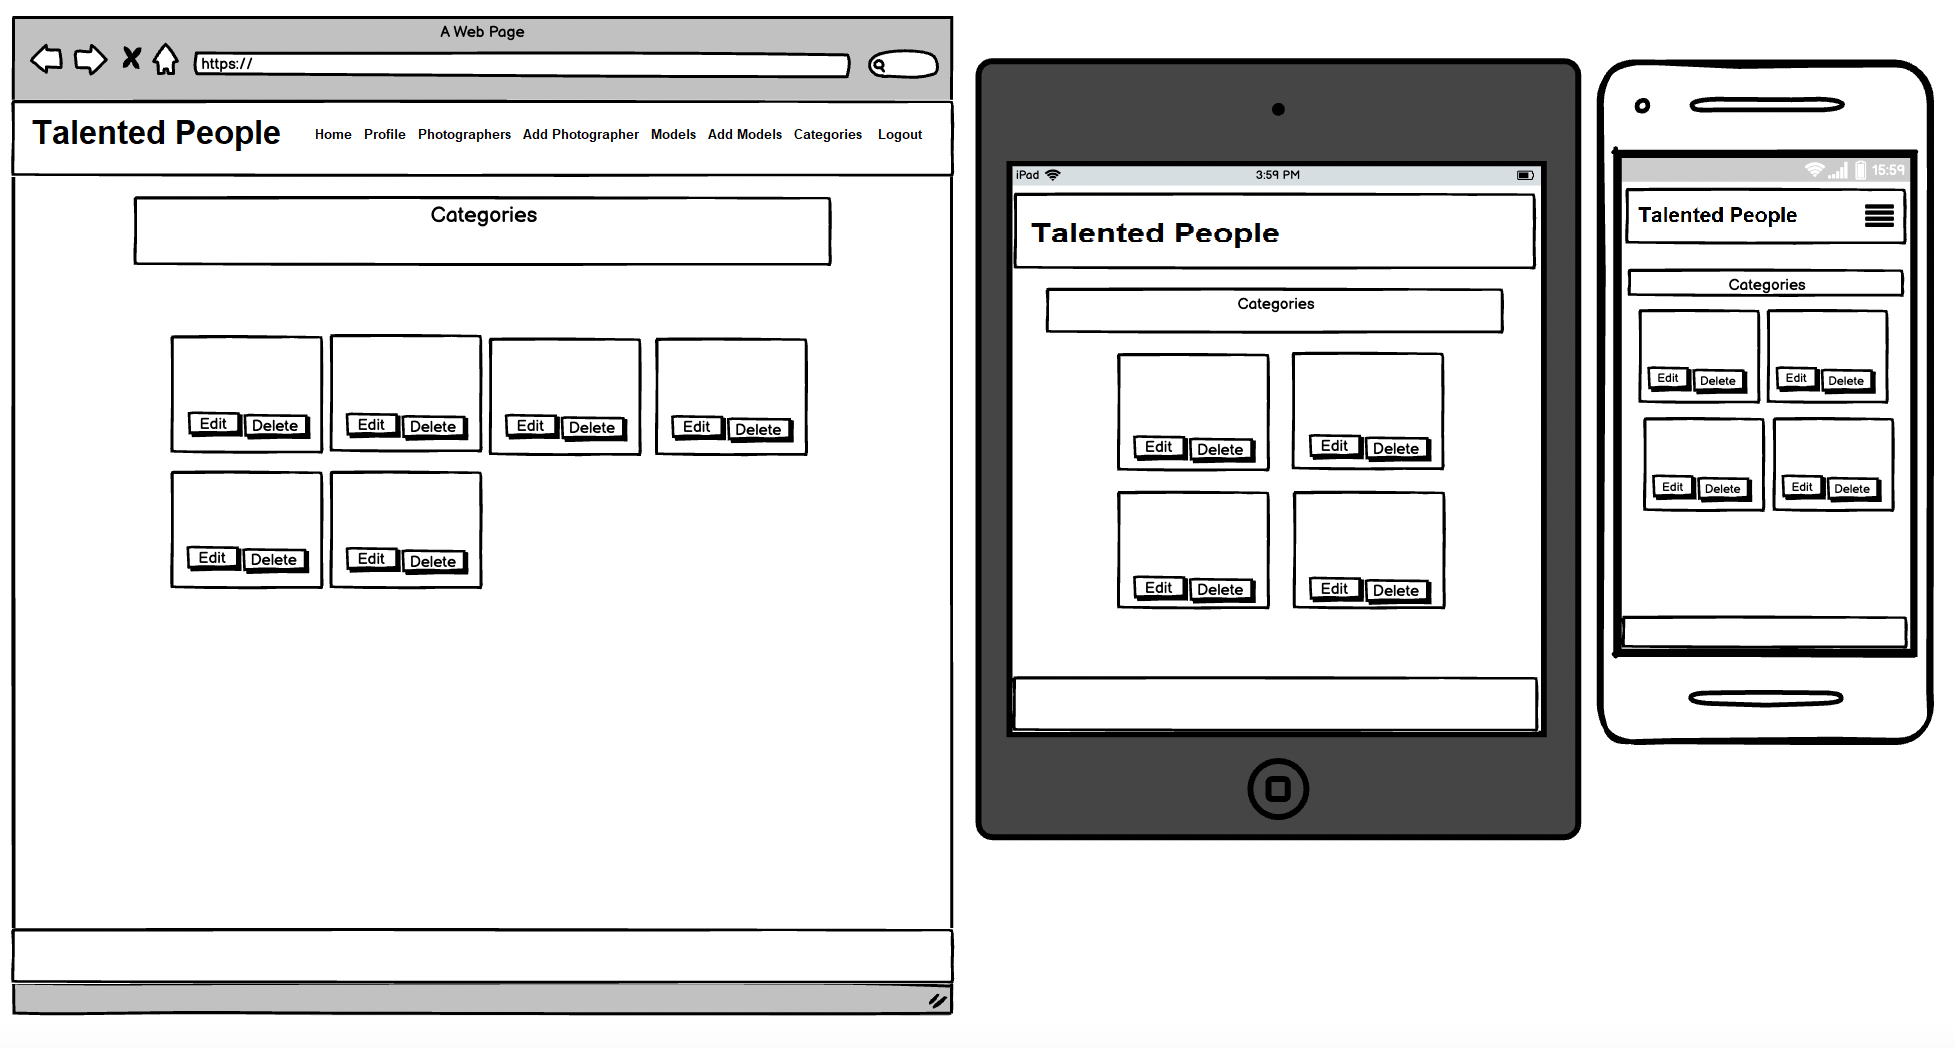 A Web Page
https://
Talented People Home Profile Photographers Add Photographer Models Add Models Categories Logout
Categories
Edit Delete Edit Delete Edit Delete Edit Delete
Edit Delete Edit Delete
iPad 3:59 PM
Talented People
Categories
Edit Delete Edit Delete
Edit Delete Edit Delete
15:59
Talented People
Categories
Edit Delete Edit Delete
Edit Delete Edit Delete